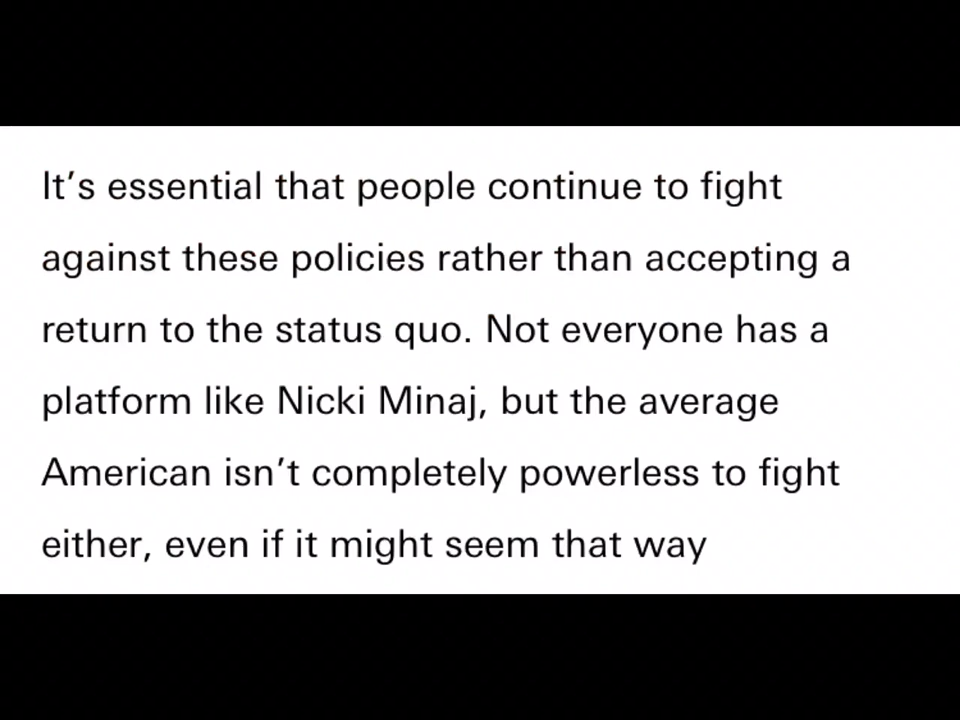 It’s essential that people continue to fight
against these policies rather than accepting a
return to the status quo. Not everyone has a
platform like Nicki Minaj, but the average
American isn’t completely powerless to fight
either, even if it might seem that way